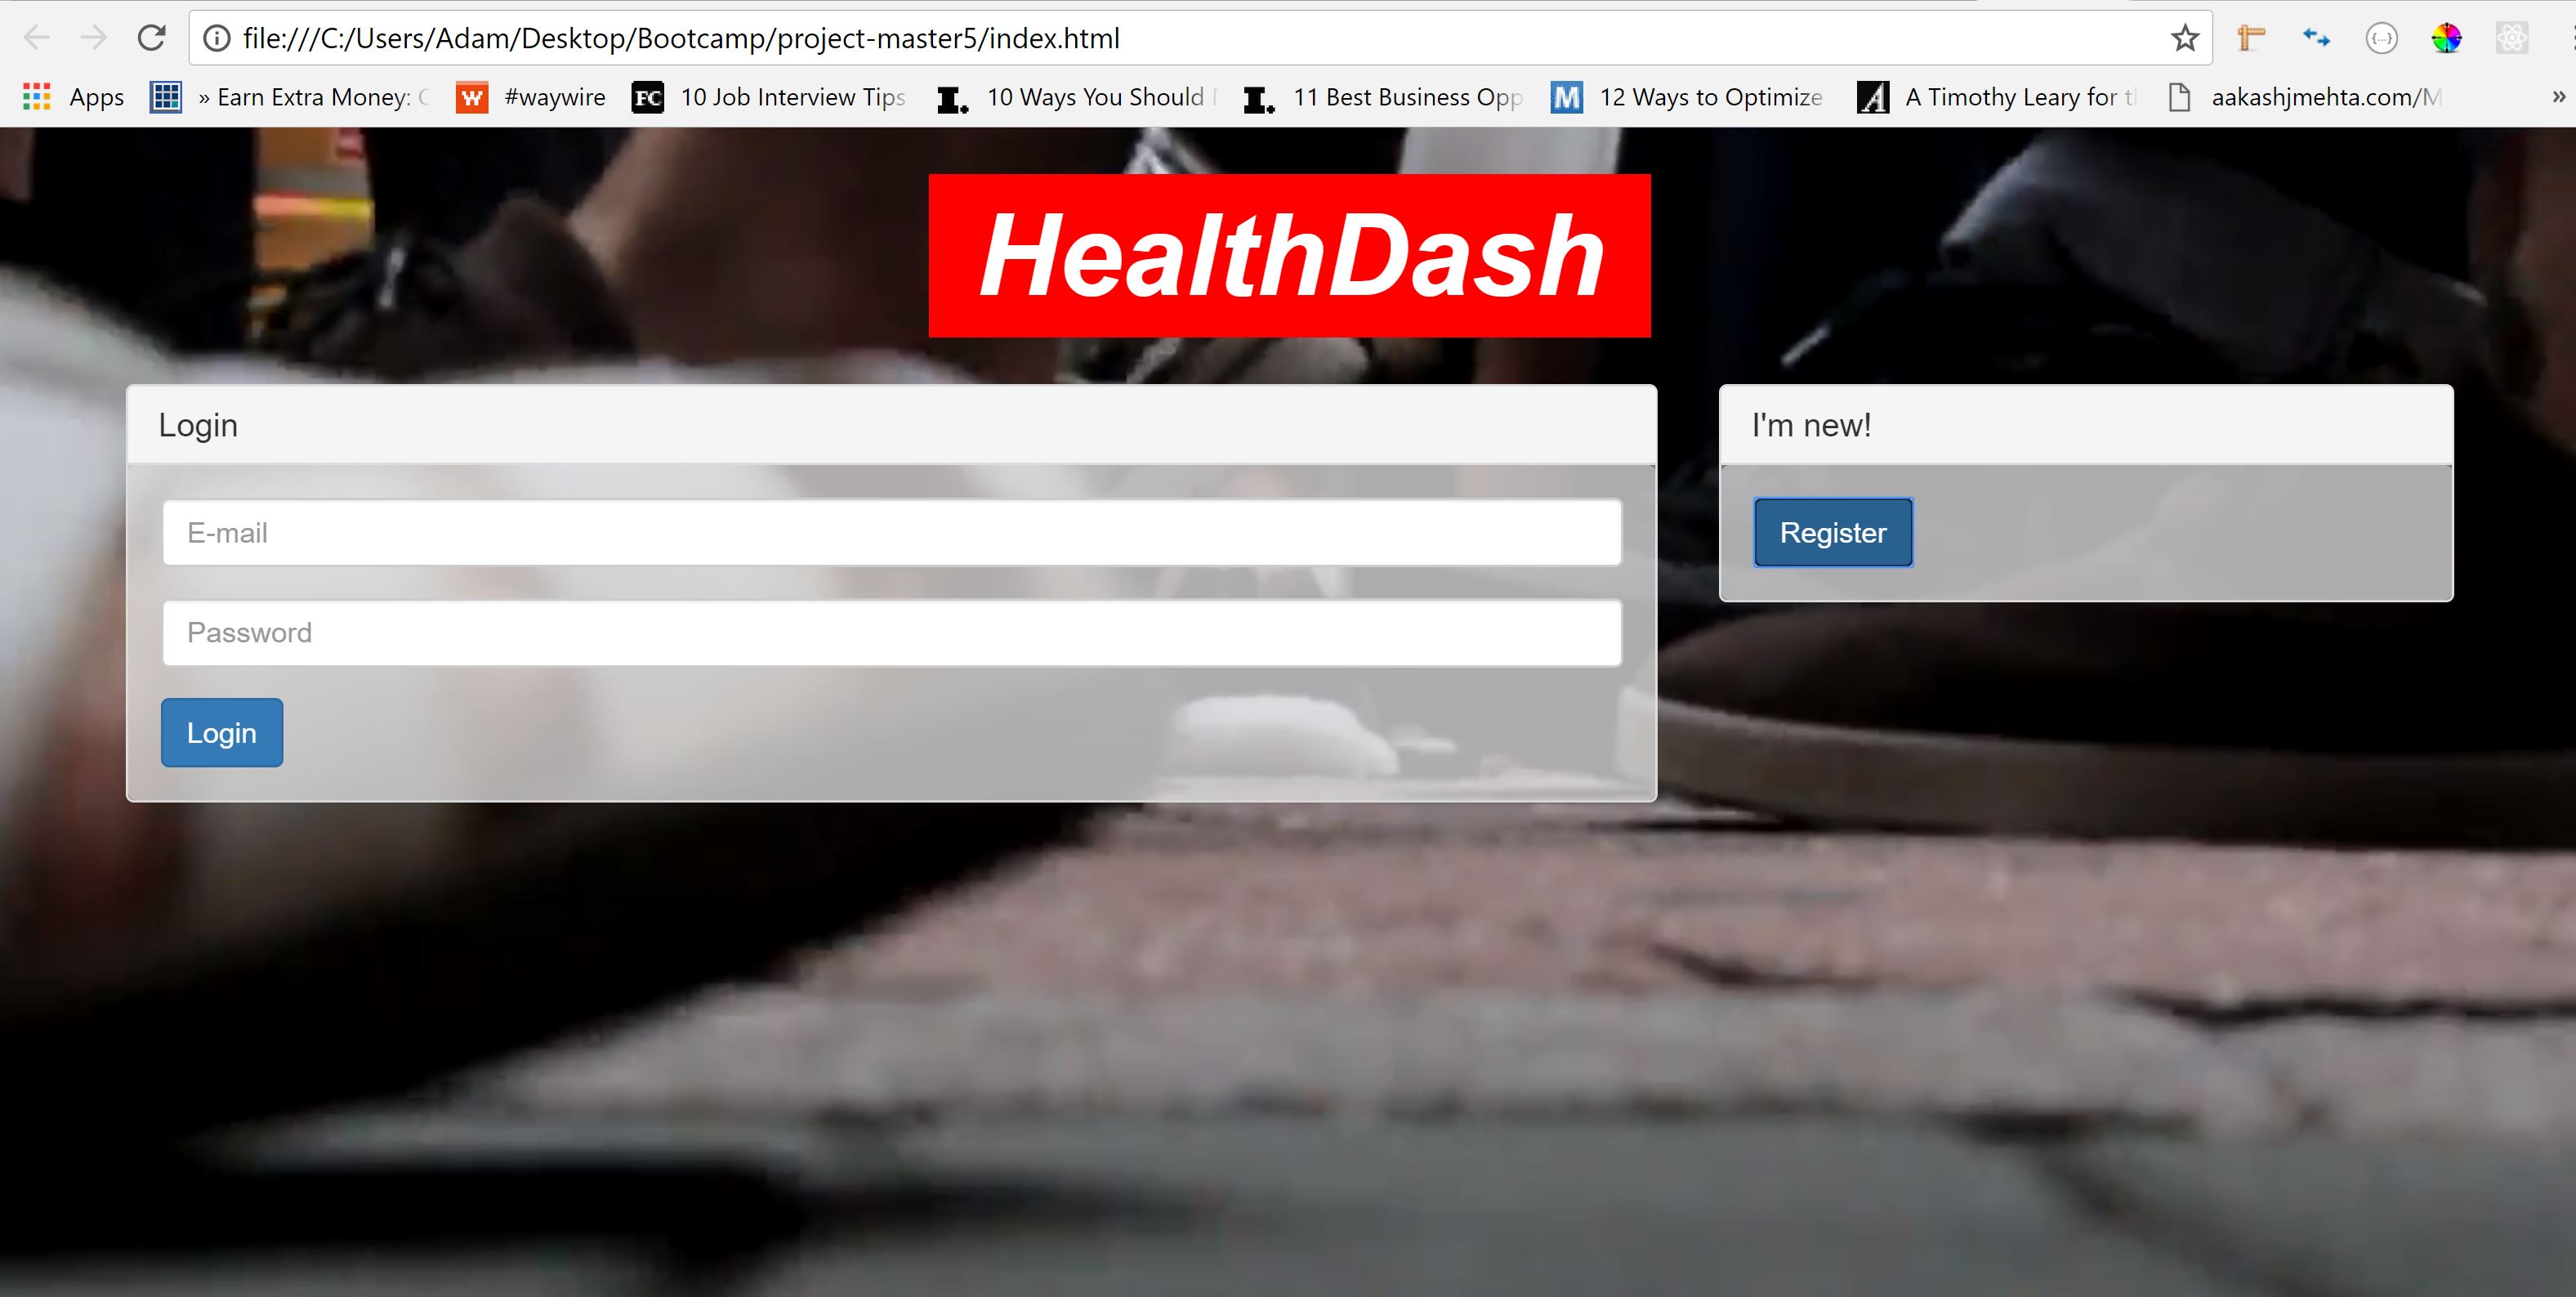 file:///C:/Users/Adam/Desktop/Bootcamp/project-master5/index.html
Apps » Earn Extra Money: W #waywire FC 10 Job Interview Tips I. 10 Ways You Should I. 11 Best Business Opp M 12 Ways to Optimize A A Timothy Leary for t aakashjmehta.com/M »
HealthDash
Login
I'm new!
E-mail
Register
Password
Login